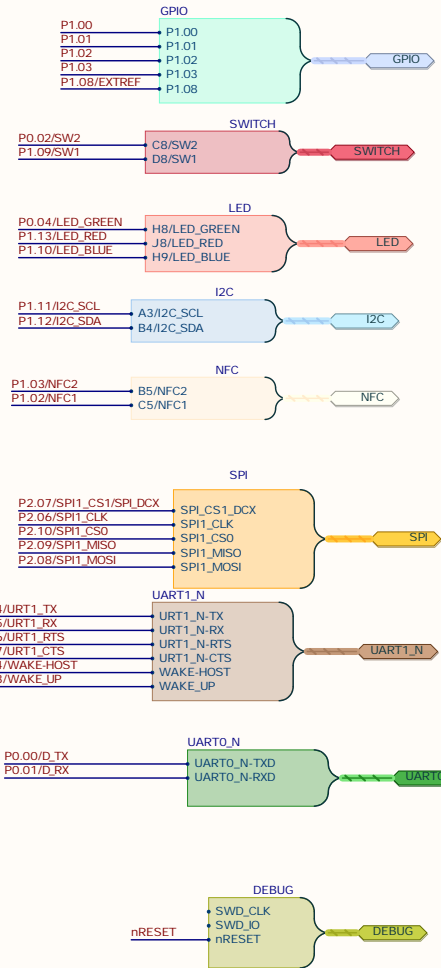 GPIO
P1.00 P1.00
P1.01 P1.01
P1.02 P1.02 GPIO
P1.03 P1.03
P1.08/EXTREF P1.08
SWITCH
P0.02/SW2 C8/SW2 SWITCH
P1.09/SW1 D8/SW1
LED
P0.04/LED_GREEN H8/LED_GREEN
P1.13/LED_RED J8/LED_RED LED
P1.10/LED_BLUE H9/LED_BLUE
I2C
P1.11/I2C_SCL A3/I2C_SCL I2C
P1.12/I2C_SDA B4/I2C_SDA
NFC
P1.03/NFC2 B5/NFC2 NFC
P1.02/NFC1 C5/NFC1
SPI
P2.07/SPI1_CS1/SPI_DCX SPI_CS1_DCX
P2.06/SPI1_CLK SPI1_CLK
P2.10/SPI1_CS0 SPI1_CS0 SPI
P2.09/SPI1_MISO SPI1_MISO
P2.08/SPI1_MOSI SPI1_MOSI
UART1_N
/URT1_TX URT1_N-TX
/URT1_RX URT1_N-RX
/URT1_RTS URT1_N-RTS UART1_N
/URT1_CTS URT1_N-CTS
/WAKE-HOST WAKE-HOST
/WAKE_UP WAKE_UP
UART0_N
P0.00/D_TX UART0_N-TXD
P0.01/D_RX UART0_N-RXD UART0
DEBUG
SWD_CLK
SWD_IO DEBUG
nRESET nRESET